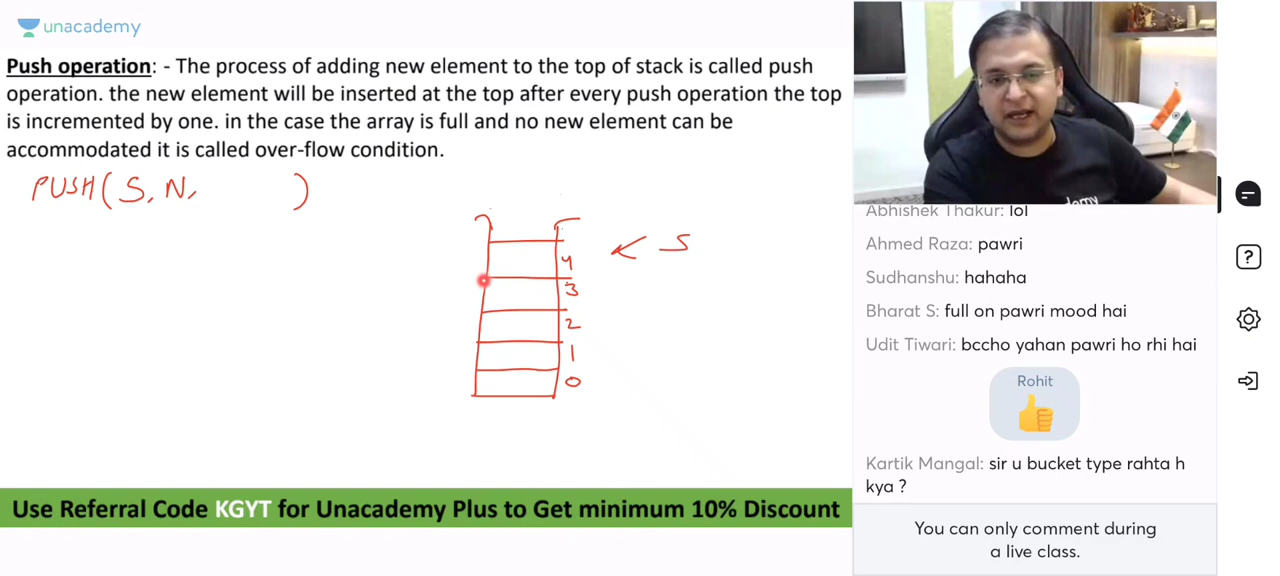 unacademy
Push operation: - The process of adding new element to the top of stack is called push
operation. the new element will be inserted at the top after every push operation the top
is incremented by one. in the case the array is full and no new element can be
accommodated it is called over-flow condition.
PUSH( S, N, )
S
4
3
2
1
0
Use Referral Code KGYT for Unacademy Plus to Get minimum 10% Discount
demy
Abhishek Thakur: lol
Ahmed Raza: pawri
Sudhanshu: hahaha
Bharat S: full on pawri mood hai
Udit Tiwari: bccho yahan pawri ho rhi hai
Rohit
Kartik Mangal: sir u bucket type rahta h
kya ?
You can only comment during
a live class.
?